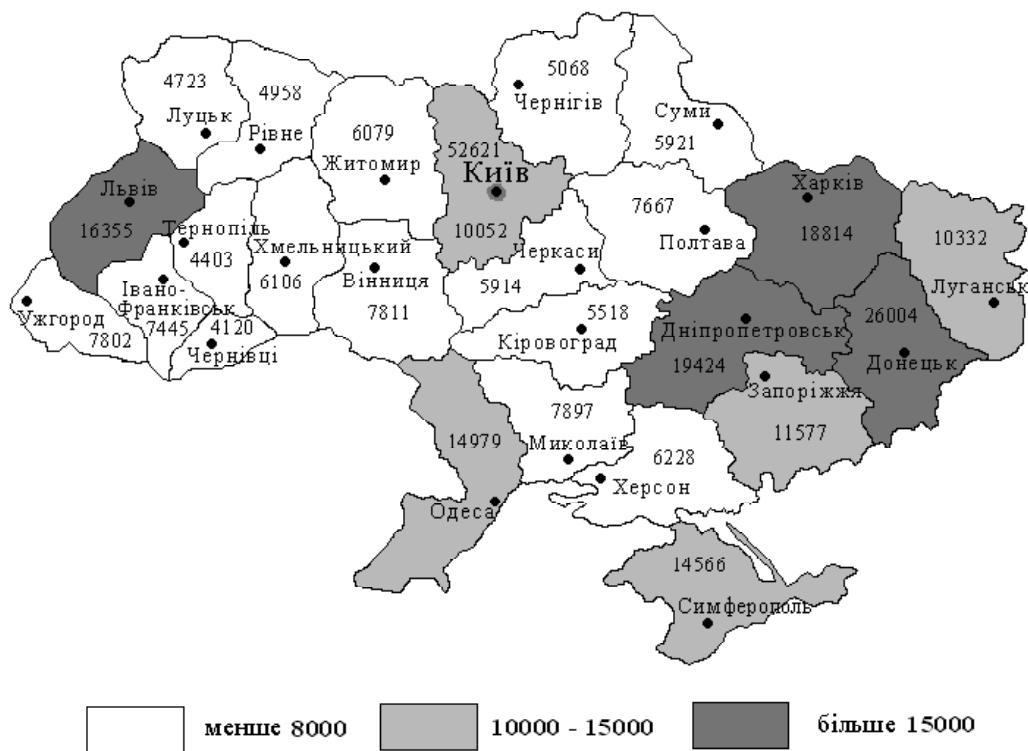 4723
Луцьк
4958
Рівне
6079
Житомир
52621
Київ
10052
5068
Чернігів
Суми
5921
Львів
16355
Тернопіль
4403
Хмельницький
6106
Вінниця
7811
Черкаси
5914
7667
Полтава
Харків
18814
10332
Луганськ
Ужгород
7802
Івано-
Франківськ
7445
4120
Чернівці
5518
Кіровоград
Дніпропетровськ
19424
26004
Донецьк
Запоріжжя
11577
14979
Одеса
7897
Миколаїв
6228
Херсон
14566
Симферополь
менше 8000
10000 - 15000
більше 15000